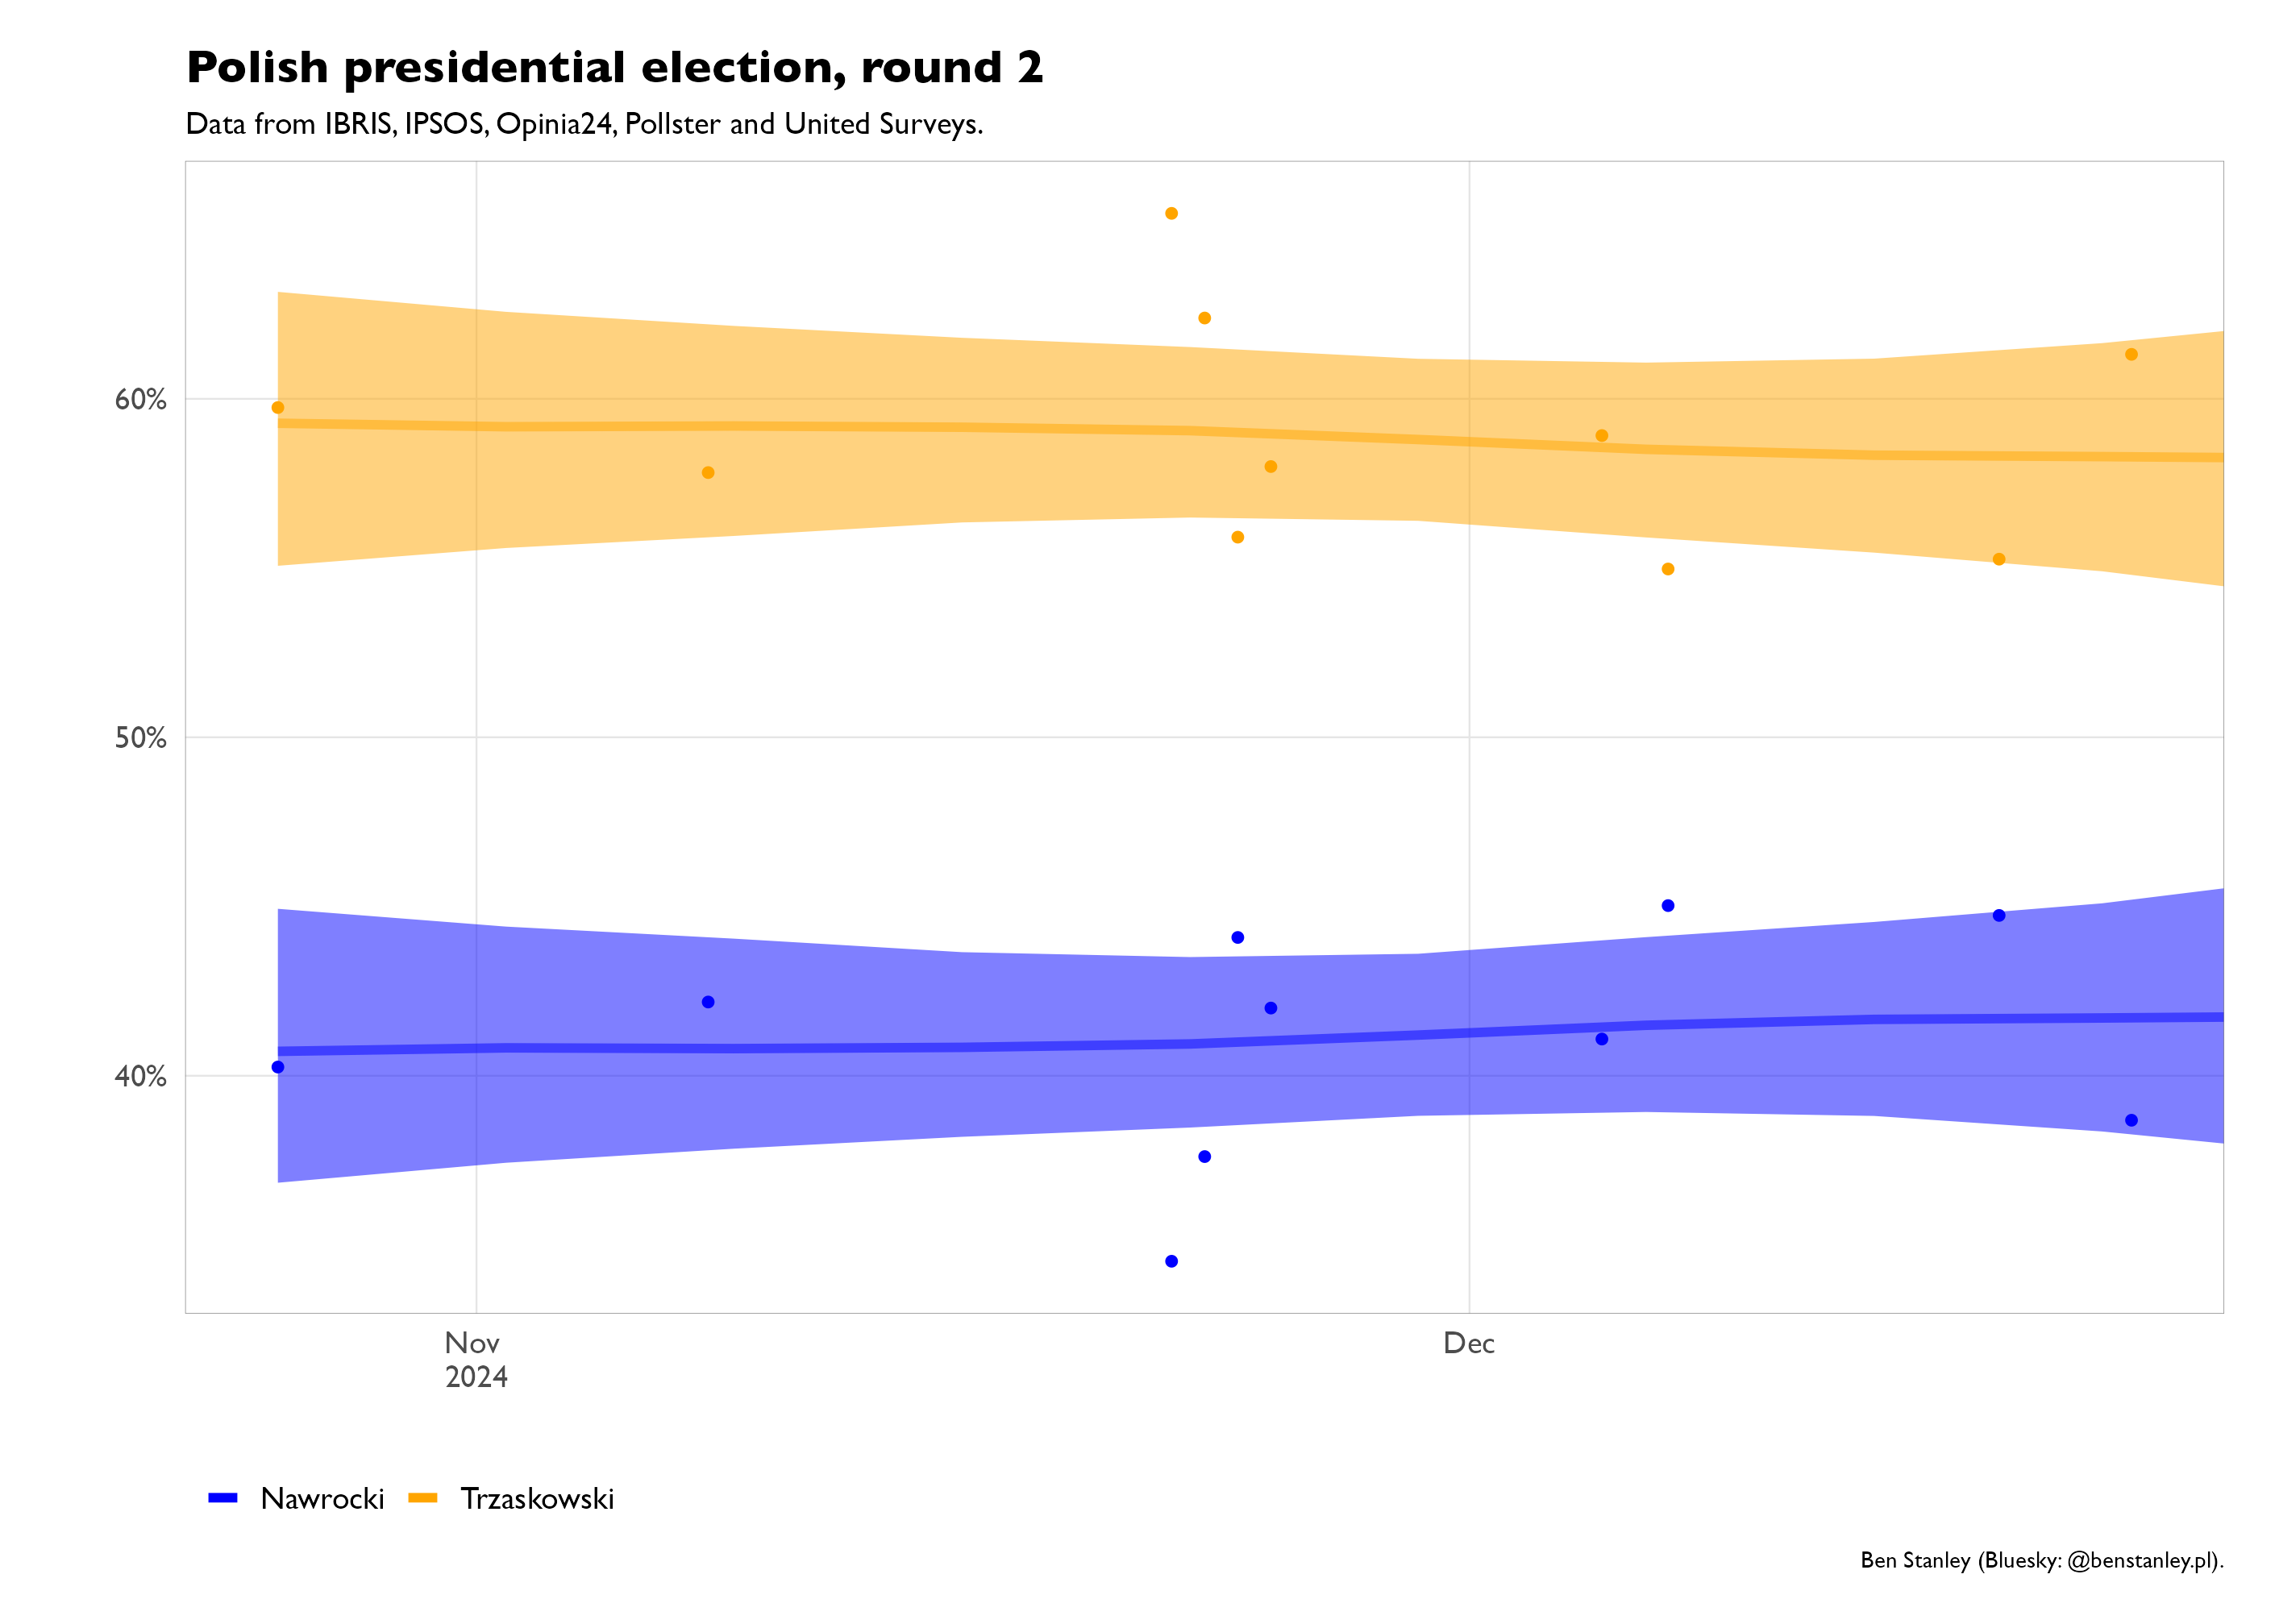 Polish presidential election, round 2
Data from IBRIS, IPSOS, Opinia24, Pollster and United Surveys.
60%
50%
40%
Nov
2024
Dec
Nawrocki
Trzaskowski
Ben Stanley (Bluesky: @benstanley.pl).